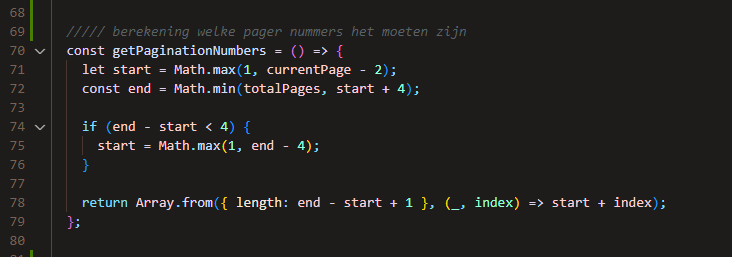 68
69 ///// berekening welke pager nummers het moeten zijn
70 const getPaginationNumbers = () => {
71 let start = Math.max(1, currentPage - 2);
72 const end = Math.min(totalPages, start + 4);
73
74 if (end - start < 4) {
75 start = Math.max(1, end - 4);
76 }
77
78 return Array.from({ length: end - start + 1 }, (_, index) => start + index);
79 };
80